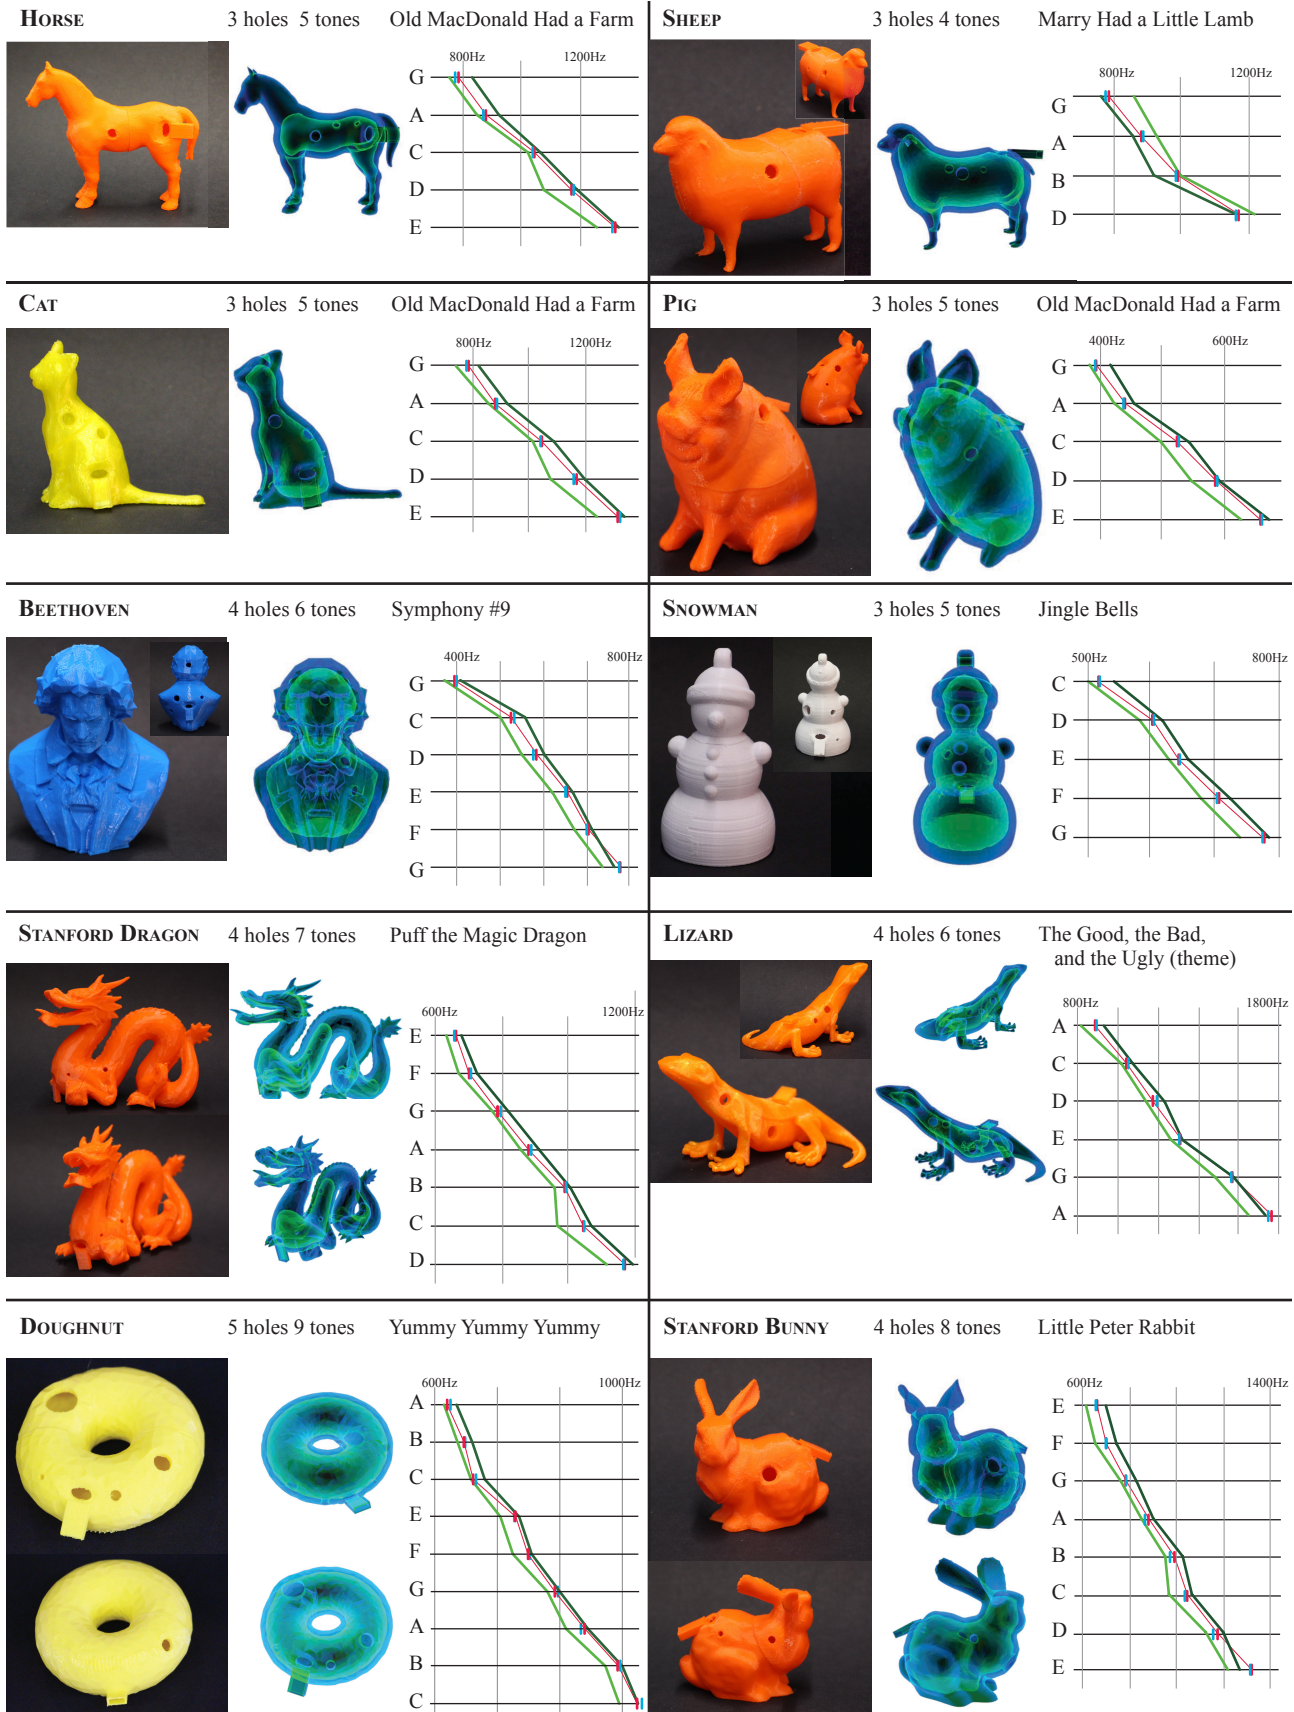 HORSE 3 holes 5 tones Old MacDonald Had a Farm
800Hz 1200Hz
G
A
C
D
E
SHEEP 3 holes 4 tones Marry Had a Little Lamb
800Hz 1200Hz
G
A
B
D
CAT 3 holes 5 tones Old MacDonald Had a Farm
800Hz 1200Hz
G
A
C
D
E
PIG 3 holes 5 tones Old MacDonald Had a Farm
400Hz 600Hz
G
A
C
D
E
BEETHOVEN 4 holes 6 tones Symphony #9
400Hz 800Hz
G
C
D
E
F
G
SNOWMAN 3 holes 5 tones Jingle Bells
500Hz 800Hz
C
D
E
F
G
STANFORD DRAGON 4 holes 7 tones Puff the Magic Dragon
600Hz 1200Hz
E
F
G
A
B
C
D
LIZARD 4 holes 6 tones The Good, the Bad,
and the Ugly (theme)
800Hz 1800Hz
A
C
D
E
G
A
DOUGHNUT 5 holes 9 tones Yummy Yummy Yummy
600Hz 1000Hz
A
B
C
E
F
G
A
B
C
STANFORD BUNNY 4 holes 8 tones Little Peter Rabbit
600Hz 1400Hz
E
F
G
A
B
C
D
E